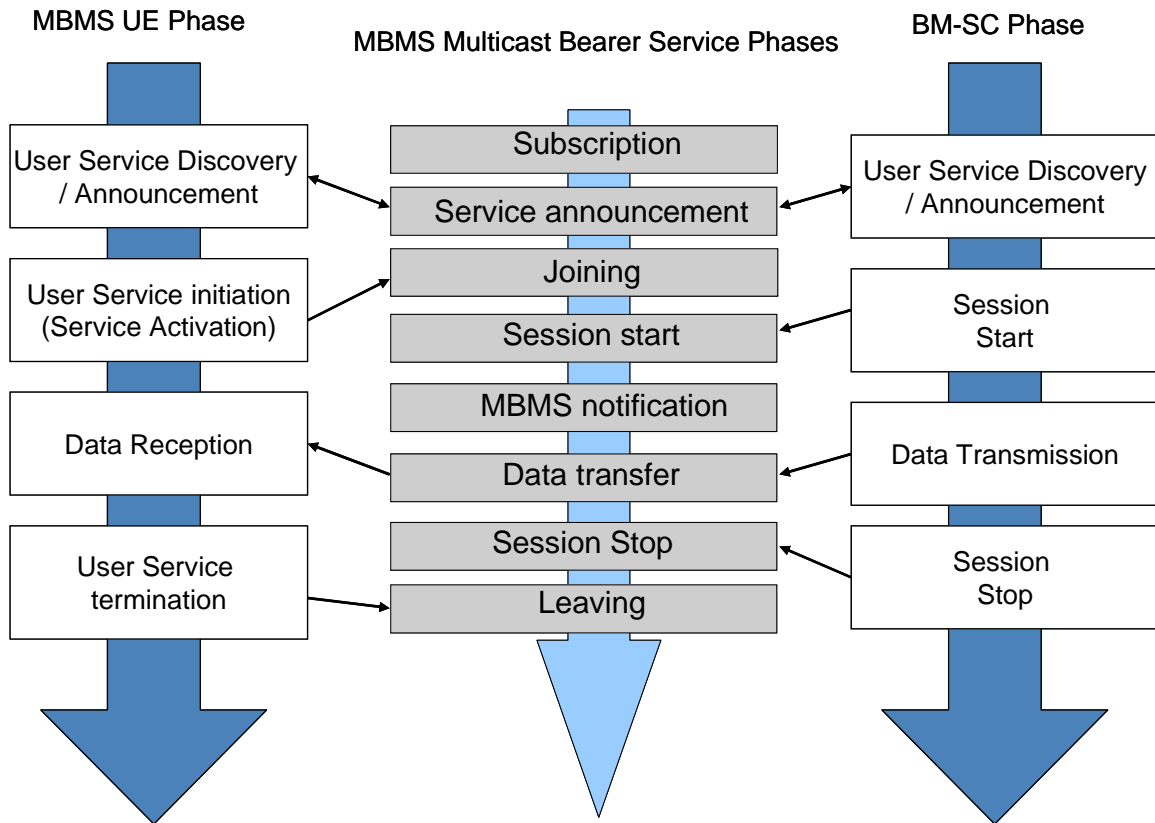 MBMS UE Phase
MBMS Multicast Bearer Service Phases
BM-SC Phase
User Service Discovery
/ Announcement
User Service initiation
(Service Activation)
Data Reception
User Service
termination
Subscription
Service announcement
Joining
Session start
MBMS notification
Data transfer
Session Stop
Leaving
User Service Discovery
/ Announcement
Session
Start
Data Transmission
Session
Stop